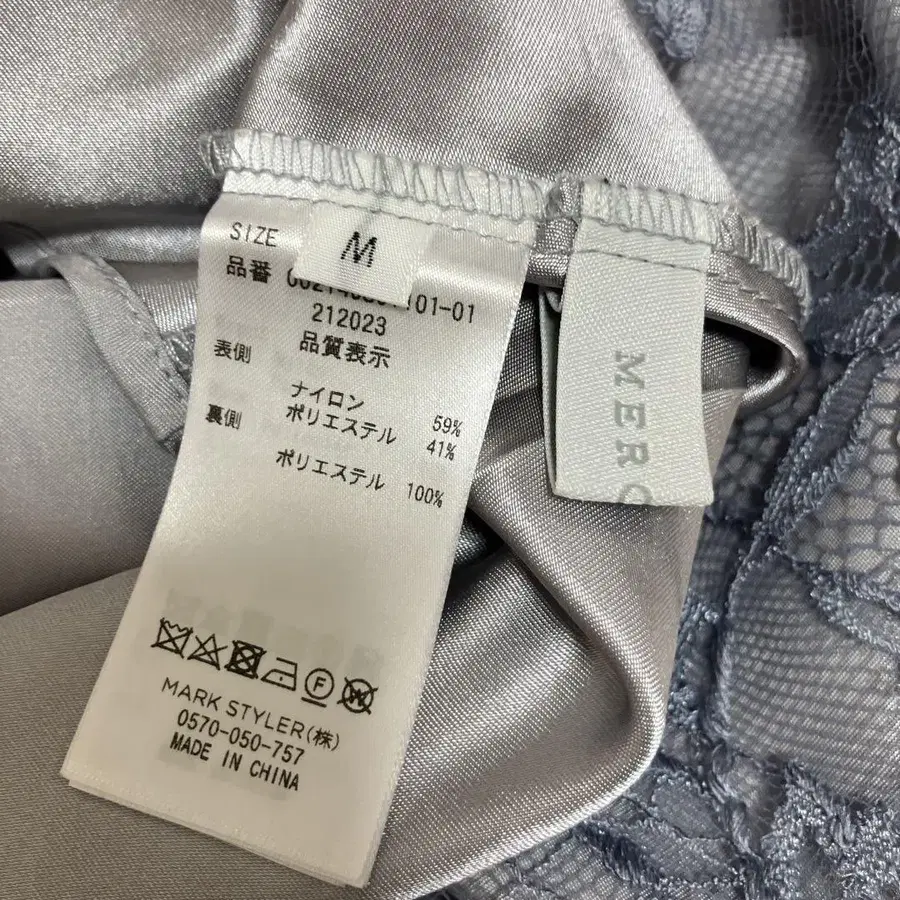 SIZE M
品番
101-01
212023
品質表示
表側
ナイロン 59%
裏側 ポリエステル 41%
ポリエステル 100%
F
W
MARK STYLER(株)
0570-050-757
MADE IN CHINA
MERC